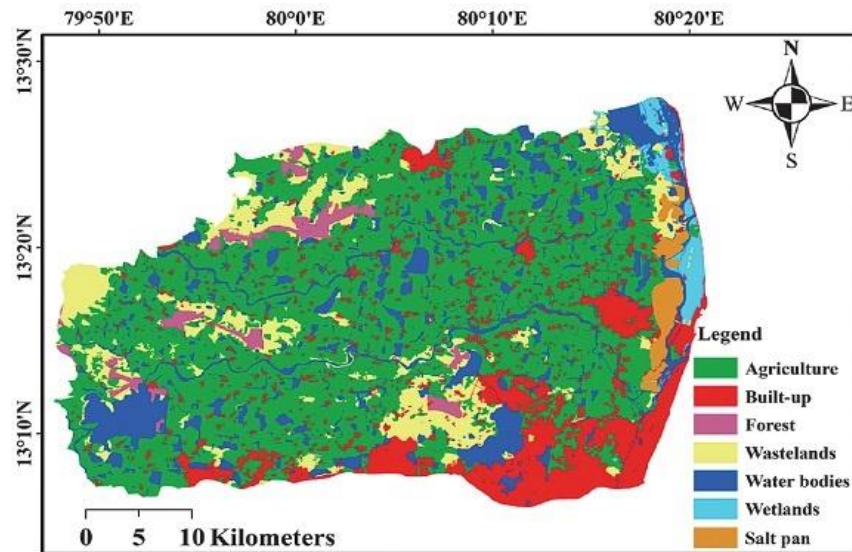 79°50'E
80°0'E
80°10'E
80°20'E
13°30'N
13°20'N
13°10'N
N
W
E
S
Legend
Agriculture
Built-up
Forest
Wastelands
Water bodies
Wetlands
Salt pan
0 5 10 Kilometers